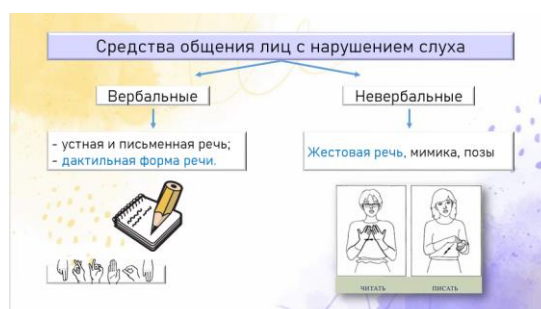 Средства общения лиц с нарушением слуха
Вербальные
Невербальные
- устная и письменная речь;
- дактильная форма речи.
Жестовая речь, мимика, позы
ЧИТАТЬ
ПИСАТЬ